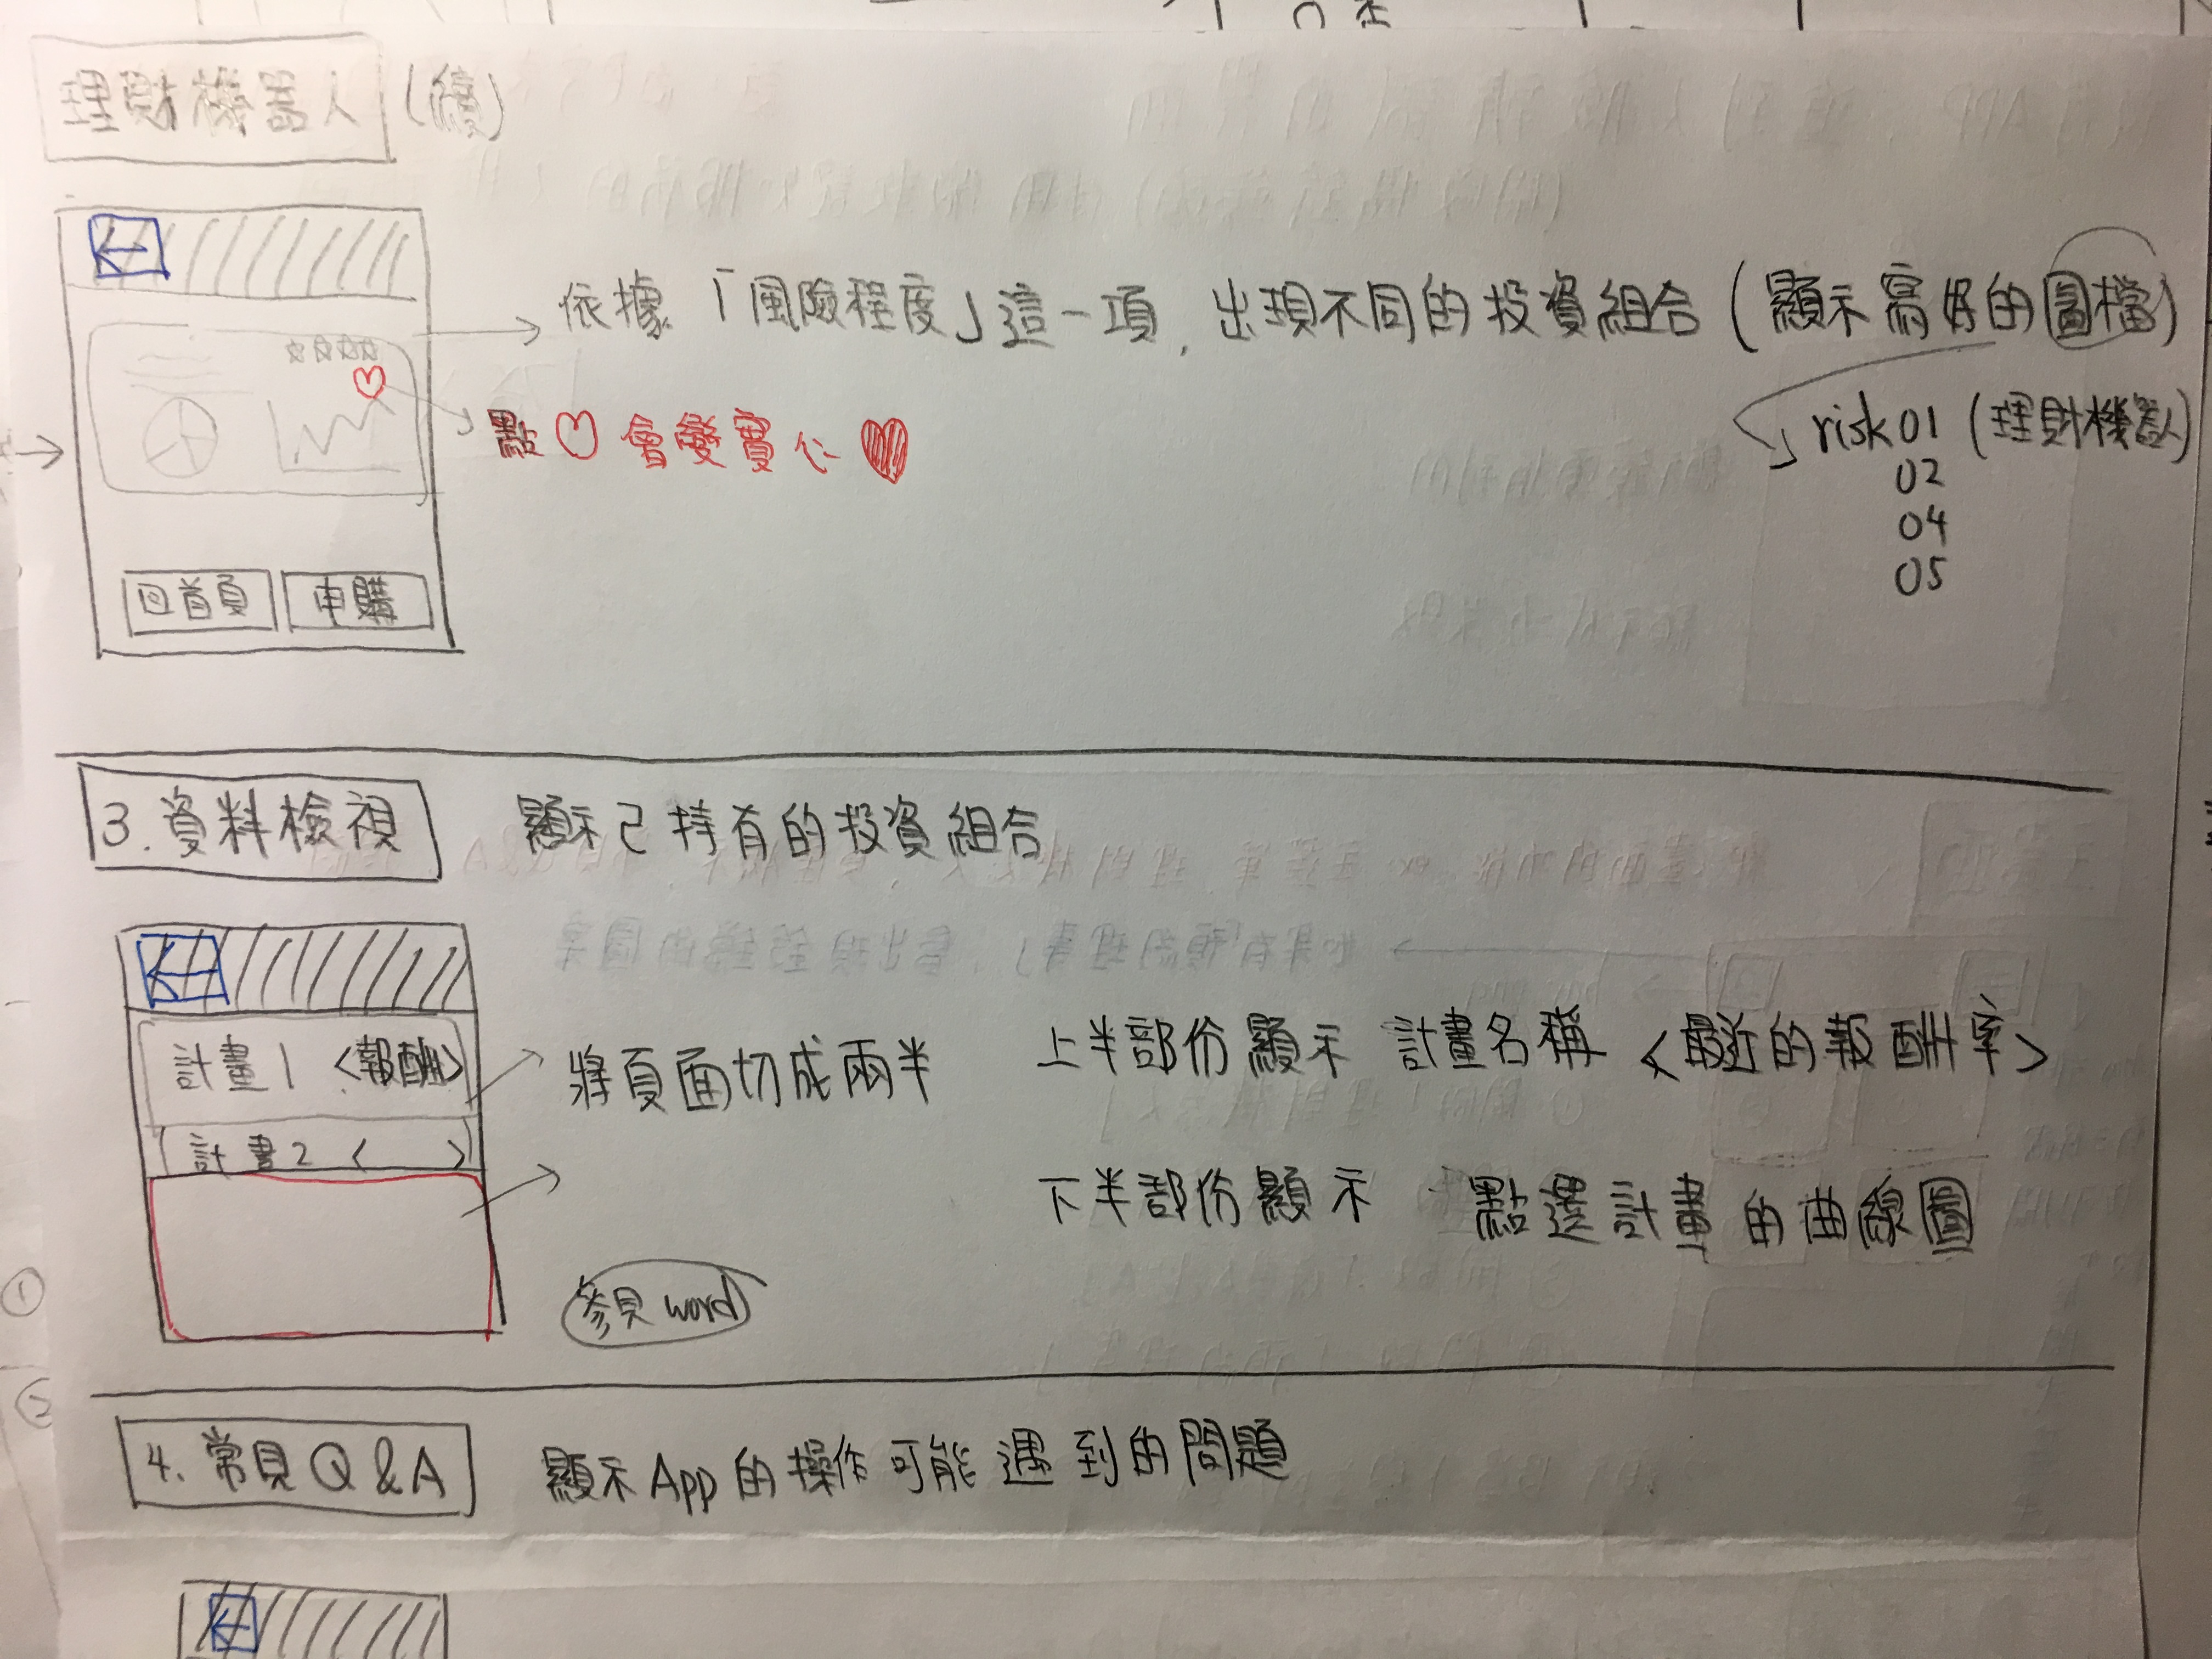 理財機器人 (續)
依據「風險程度」這一項, 出現不同的投資組合 (顯示寫好的圖檔)
點♡會變實心♥
risk01 (理財機器人)
02
04
05
回首頁 申購
3. 資料檢視 顯示已持有的投資組合
計畫1 <報酬>
計畫2 < >
將頁面切成兩半
上半部份顯示 計畫名稱 <最近的報酬率>
下半部份顯示 點選計畫的曲線圖
參見 word
①
②
4. 常見 Q & A 顯示App的操作可能遇到的問題